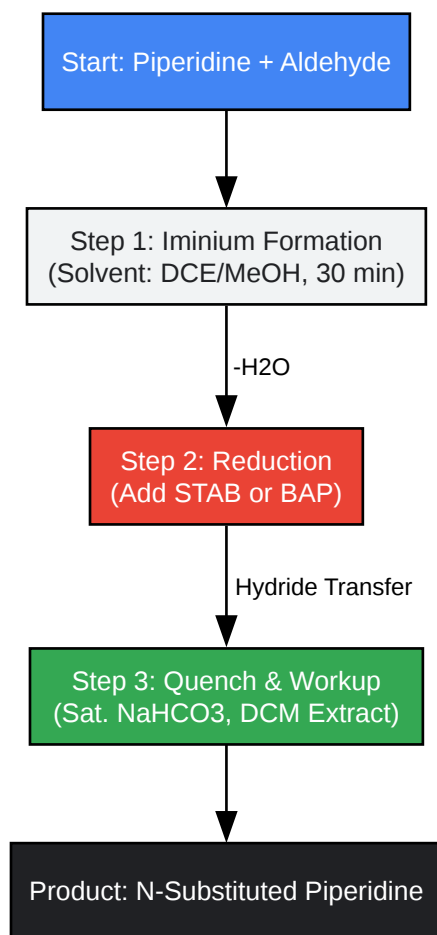 Start: Piperidine + Aldehyde
Step 1: Iminium Formation
(Solvent: DCE/MeOH, 30 min)
-H2O
Step 2: Reduction
(Add STAB or BAP)
Hydride Transfer
Step 3: Quench & Workup
(Sat. NaHCO3, DCM Extract)
Product: N-Substituted Piperidine